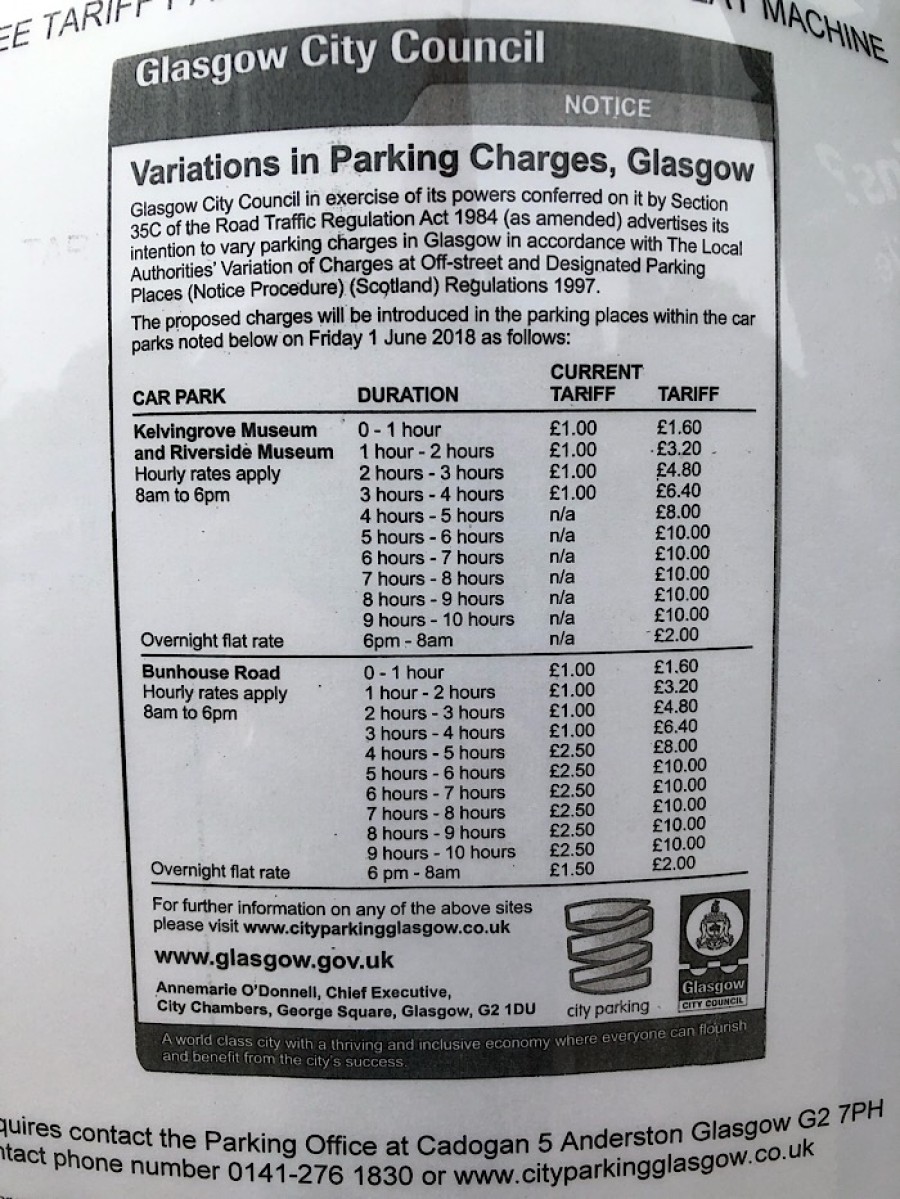 EE TARIFF
MACHINE
Glasgow City Council
NOTICE
Variations in Parking Charges, Glasgow
Glasgow City Council in exercise of its powers conferred on it by Section
35C of the Road Traffic Regulation Act 1984 (as amended) advertises its
intention to vary parking charges in Glasgow in accordance with The Local
Authorities' Variation of Charges at Off-street and Designated Parking
Places (Notice Procedure) (Scotland) Regulations 1997.
The proposed charges will be introduced in the parking places within the car
parks noted below on Friday 1 June 2018 as follows:
CURRENT
CAR PARK DURATION TARIFF TARIFF
Kelvingrove Museum 0 - 1 hour £1.00 £1.60
and Riverside Museum 1 hour - 2 hours £1.00 £3.20
Hourly rates apply 2 hours - 3 hours £1.00 £4.80
8am to 6pm 3 hours - 4 hours £1.00 £6.40
4 hours - 5 hours n/a £8.00
5 hours - 6 hours n/a £10.00
6 hours - 7 hours n/a £10.00
7 hours - 8 hours n/a £10.00
8 hours - 9 hours n/a £10.00
9 hours - 10 hours n/a £10.00
Overnight flat rate 6pm - 8am n/a £2.00
Bunhouse Road 0 - 1 hour £1.00 £1.60
Hourly rates apply 1 hour - 2 hours £1.00 £3.20
8am to 6pm 2 hours - 3 hours £1.00 £4.80
3 hours - 4 hours £1.00 £6.40
4 hours - 5 hours £2.50 £8.00
5 hours - 6 hours £2.50 £10.00
6 hours - 7 hours £2.50 £10.00
7 hours - 8 hours £2.50 £10.00
8 hours - 9 hours £2.50 £10.00
9 hours - 10 hours £2.50 £10.00
Overnight flat rate 6 pm - 8am £1.50 £2.00
For further information on any of the above sites
please visit www.cityparkingglasgow.co.uk
www.glasgow.gov.uk
Annemarie O'Donnell, Chief Executive,
City Chambers, George Square, Glasgow, G2 1DU
city parking
Glasgow
CITY COUNCIL
A world class city with a thriving and inclusive economy where everyone can flourish
and benefit from the city's success.
quires contact the Parking Office at Cadogan 5 Anderston Glasgow G2 7PH
ntact phone number 0141-276 1830 or www.cityparkingglasgow.co.uk